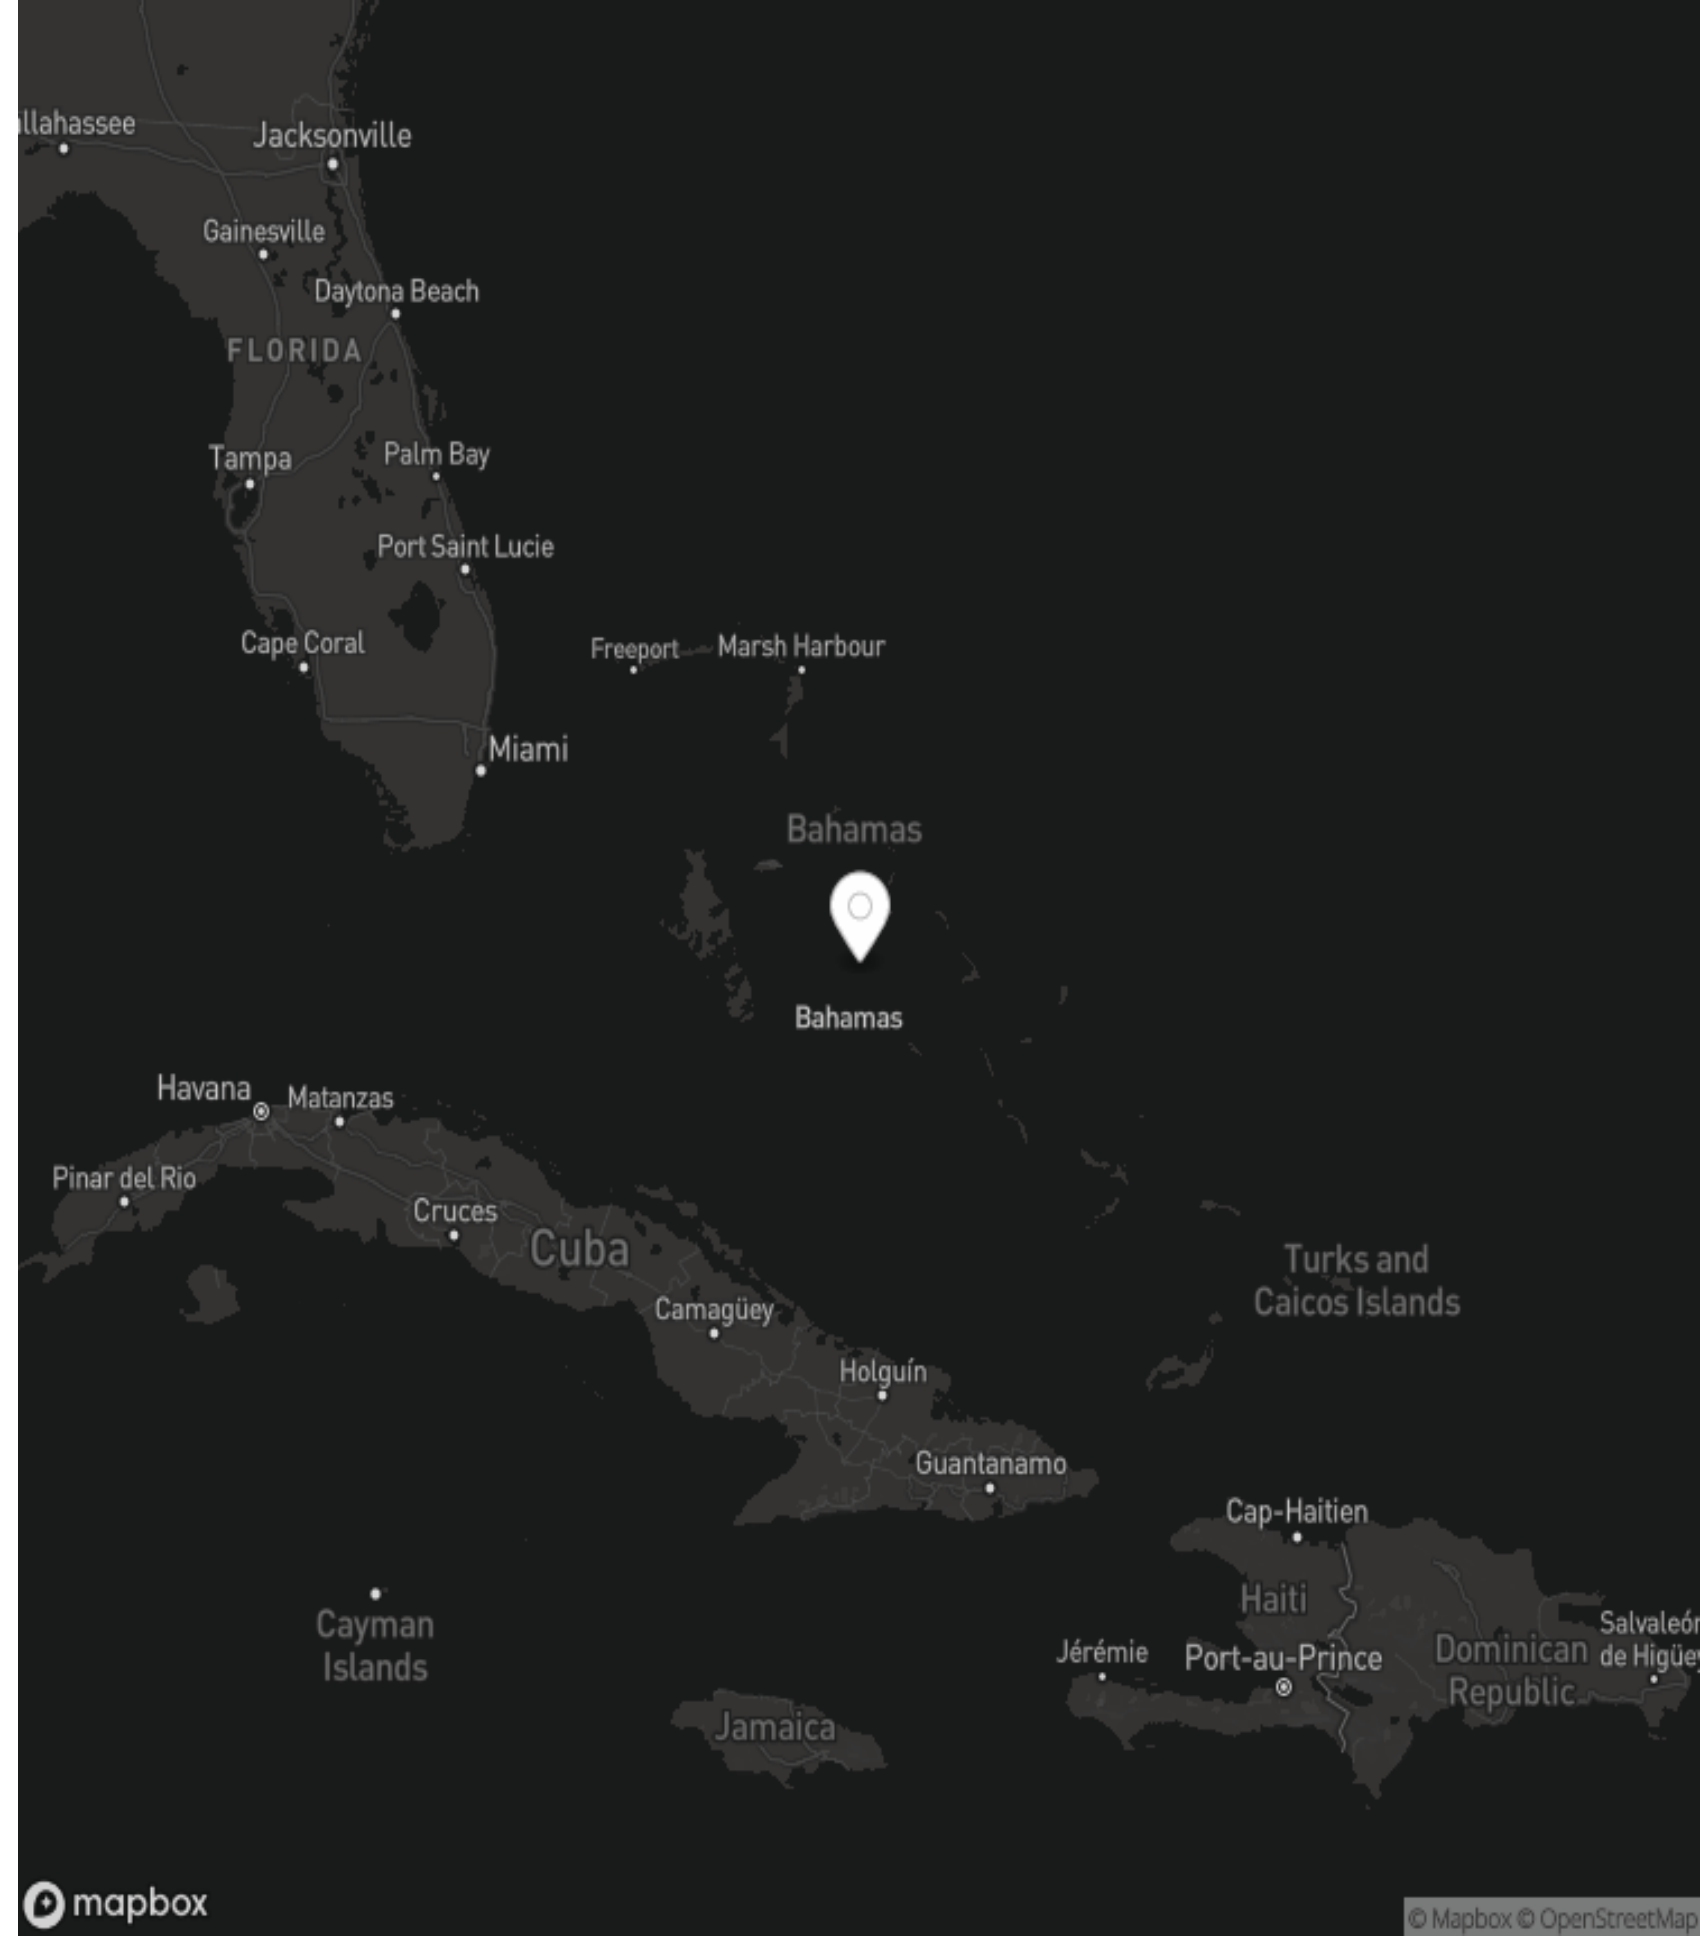 illahassee
Jacksonville
Gainesville
Daytona Beach
FLORIDA
Tampa
Palm Bay
Port Saint Lucie
Cape Coral
Freeport
Marsh Harbour
Miami
Bahamas
Bahamas
Havana
Matanzas
Pinar del Rio
Cruces
Cuba
Turks and
Caicos Islands
Camagüey
Holguín
Guantanamo
Cap-Haitien
Haiti
Cayman
Islands
Jérémie
Port-au-Prince
Dominican
Republic
Salvaleón
de Higüey
Jamaica
mapbox
© Mapbox © OpenStreetMap